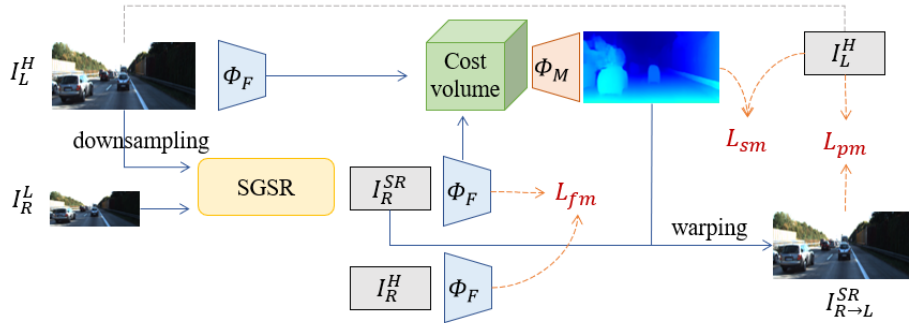 I_L^H
Φ_F
Cost
volume
Φ_M
I_L^H
downsampling
L_sm
L_pm
I_R^L
SGSR
I_R^SR
Φ_F
L_fm
warping
I_R^H
Φ_F
I_{R→L}^SR